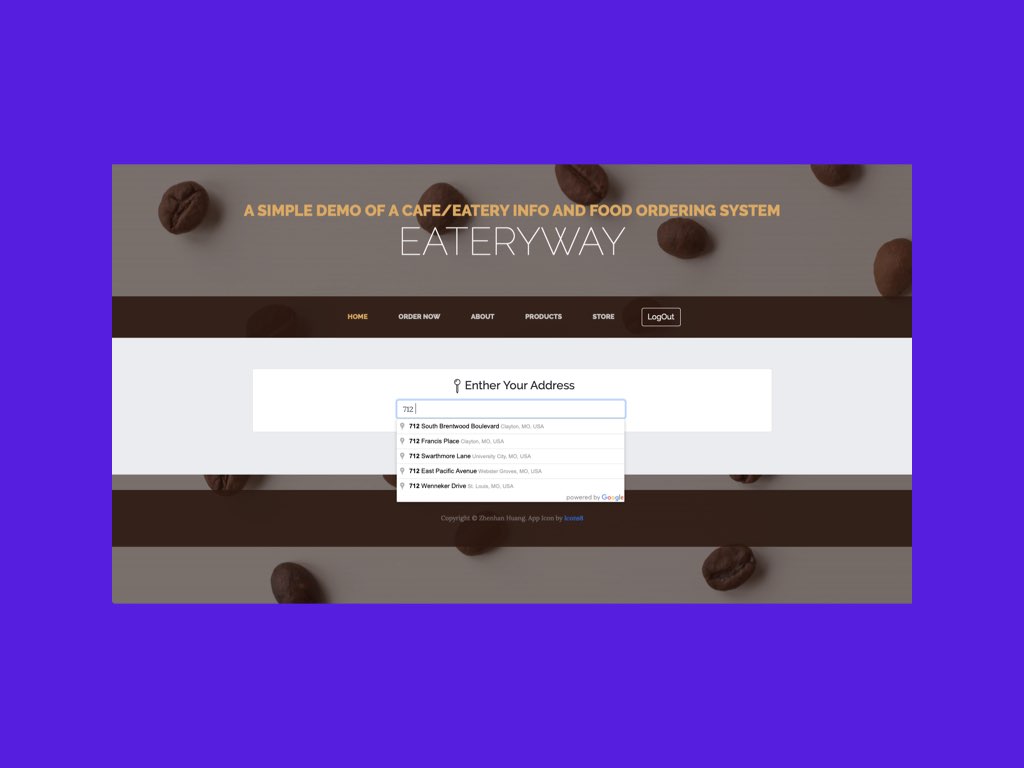 A SIMPLE DEMO OF A CAFE/EATERY INFO AND FOOD ORDERING SYSTEM
EATERYWAY
HOME ORDER NOW ABOUT PRODUCTS STORE LogOut
Enther Your Address
712
712 South Brentwood Boulevard Clayton, MO, USA
712 Francis Place Clayton, MO, USA
712 Swarthmore Lane University City, MO, USA
712 East Pacific Avenue Webster Groves, MO, USA
712 Wenneker Drive St. Louis, MO, USA
powered by Google
Copyright © Zhenhan Huang. App Icon by Icons8